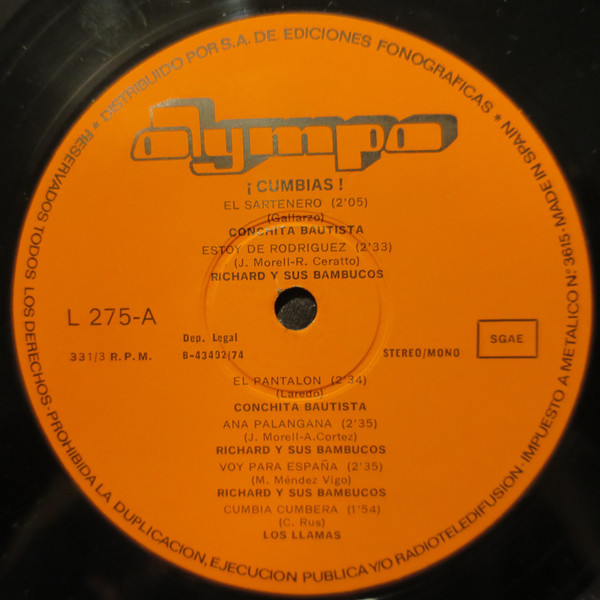 RESERVADOS TODOS LOS DERECHOS-PROHIBIDA LA DUPLICACION, EJECUCION PUBLICA Y/O RADIOTELEDIFUSION-IMPUESTO A METALICO Nº 3615-MADE IN SPAIN *
* DISTRIBUIDO POR S.A. DE EDICIONES FONOGRAFICAS
olympo
¡ CUMBIAS !
EL SARTENERO (2'05)
(Gallarzo)
CONCHITA BAUTISTA
ESTOY DE RODRIGUEZ (2'33)
(J. Morell-R. Ceratto)
RICHARD Y SUS BAMBUCOS
L 275-A
33 1/3 R.P.M.
Dep. Legal
B-43492/74
STEREO/MONO
SGAE
EL PANTALON (2'34)
(Laredo)
CONCHITA BAUTISTA
ANA PALANGANA (2'35)
(J. Morell-A.Cortez)
RICHARD Y SUS BAMBUCOS
VOY PARA ESPAÑA (2'35)
(M. Méndez Vigo)
RICHARD Y SUS BAMBUCOS
CUMBIA CUMBERA (1'54)
(C. Rus)
LOS LLAMAS